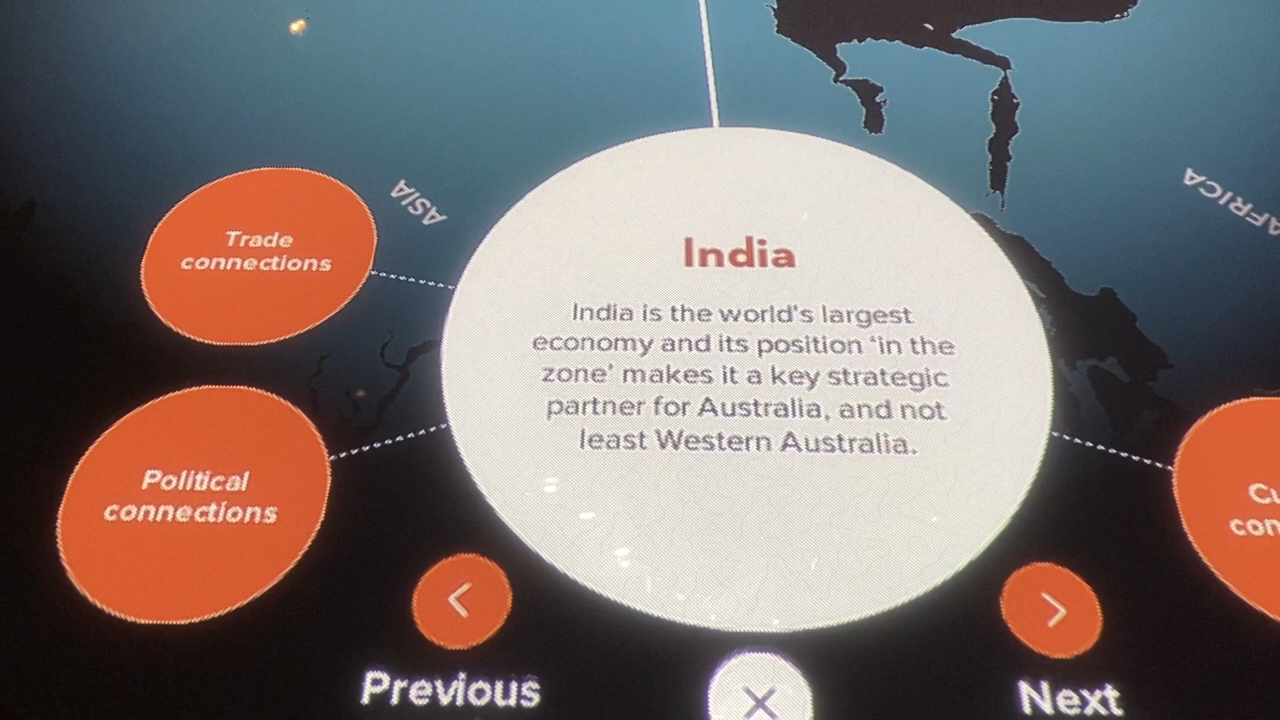 ASIA
AFRICA
Trade
connections
India
India is the world's largest
economy and its position 'in the
zone' makes it a key strategic
partner for Australia, and not
least Western Australia.
Political
connections
Previous
Next